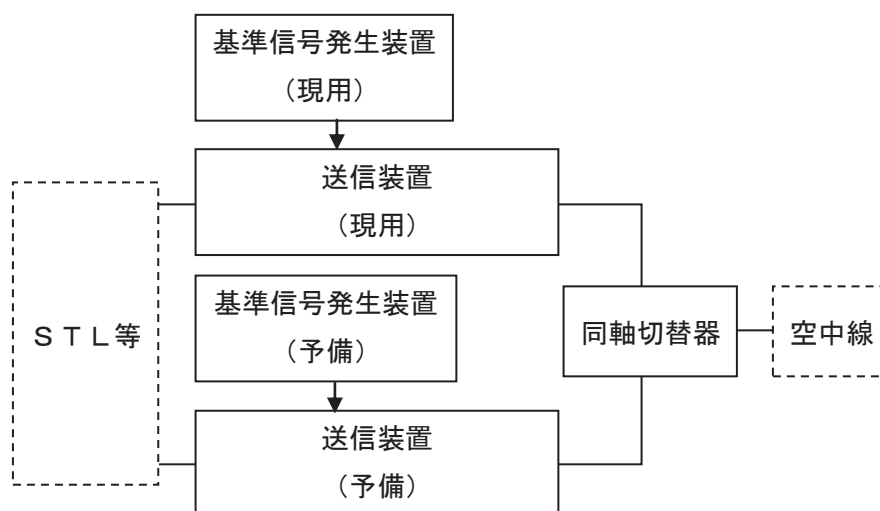 基準信号発生装置
（現用）
送信装置
（現用）
基準信号発生装置
（予備）
ＳＴＬ等
同軸切替器
空中線
送信装置
（予備）